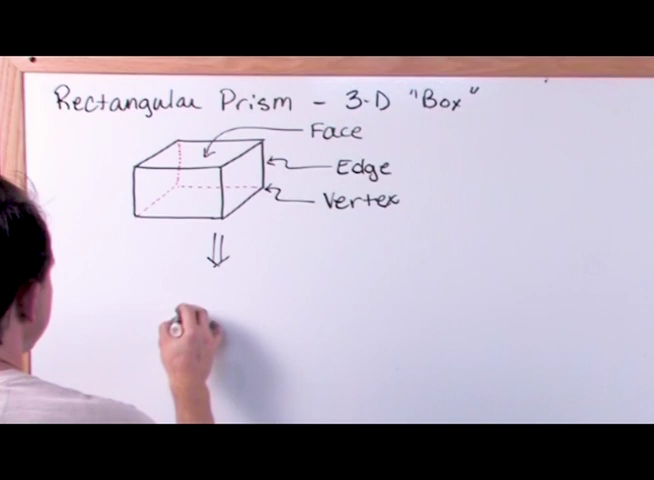 Rectangular Prism - 3-D "Box"
Face
Edge
Vertex